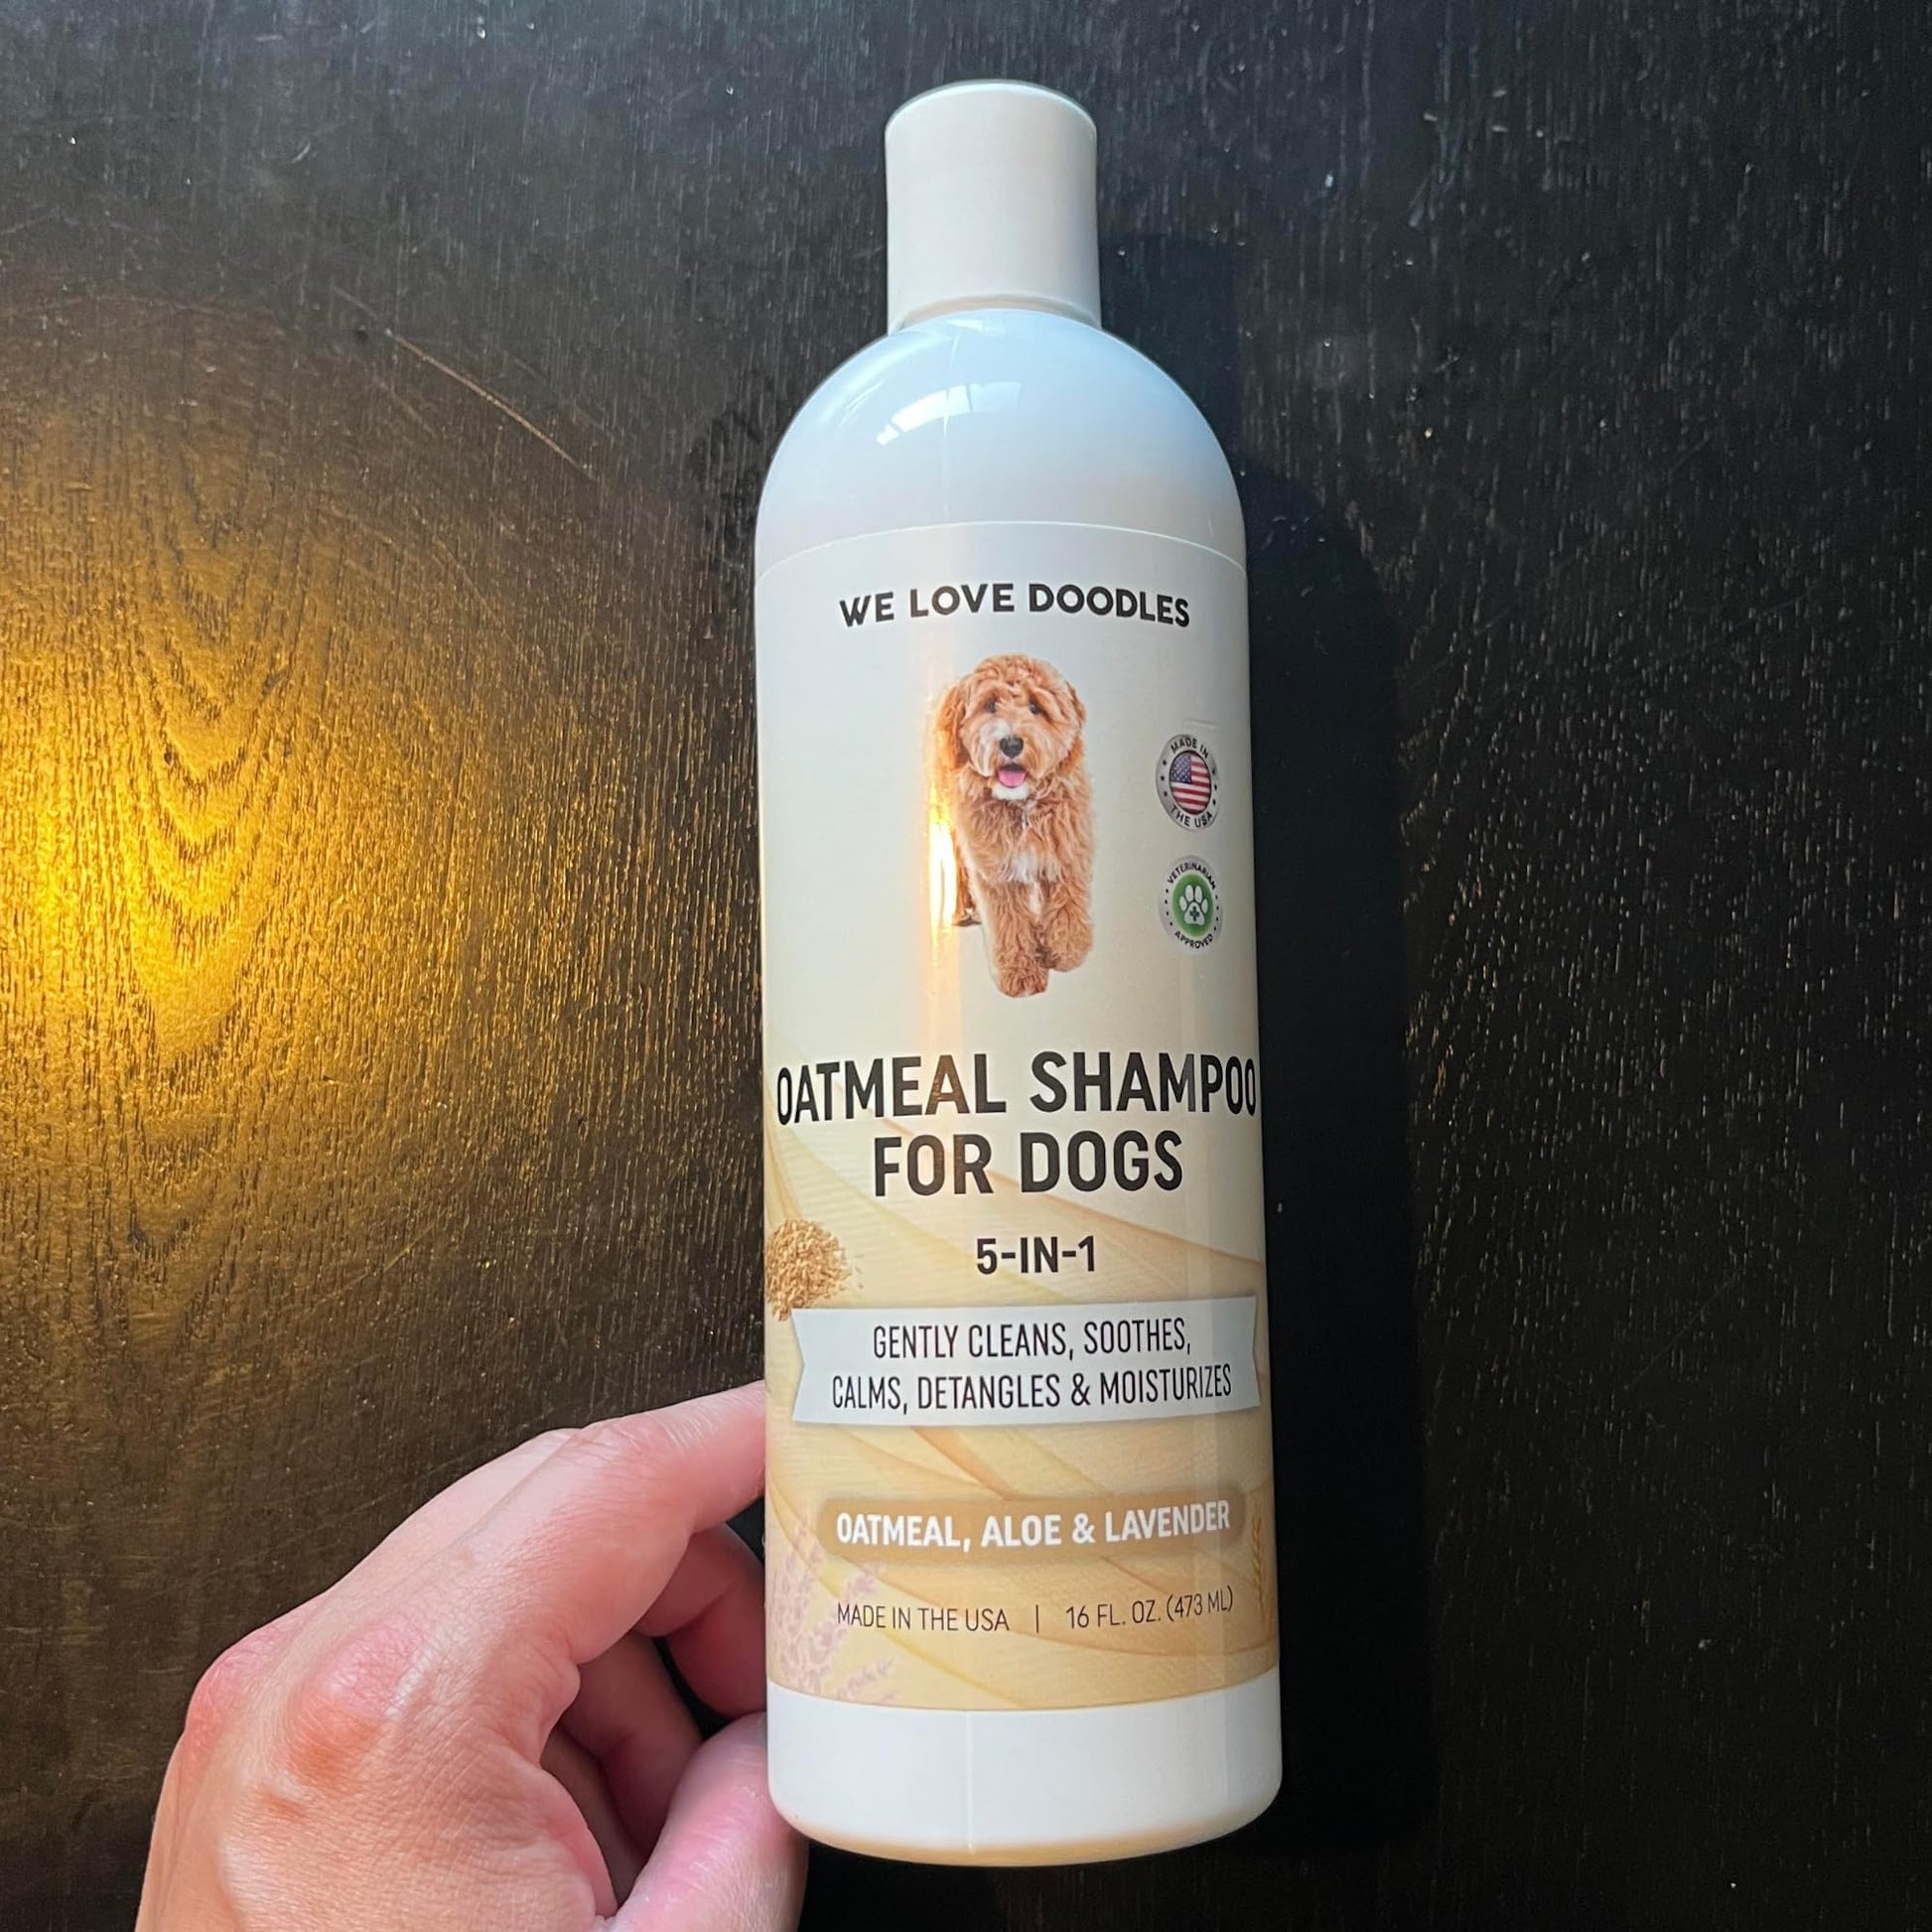 WE LOVE DOODLES
MADE IN
THE USA
VETERINARIAN
APPROVED
OATMEAL SHAMPOO
FOR DOGS
5-IN-1
GENTLY CLEANS, SOOTHES,
CALMS, DETANGLES & MOISTURIZES
OATMEAL, ALOE & LAVENDER
MADE IN THE USA | 16 FL. OZ. (473 ML)